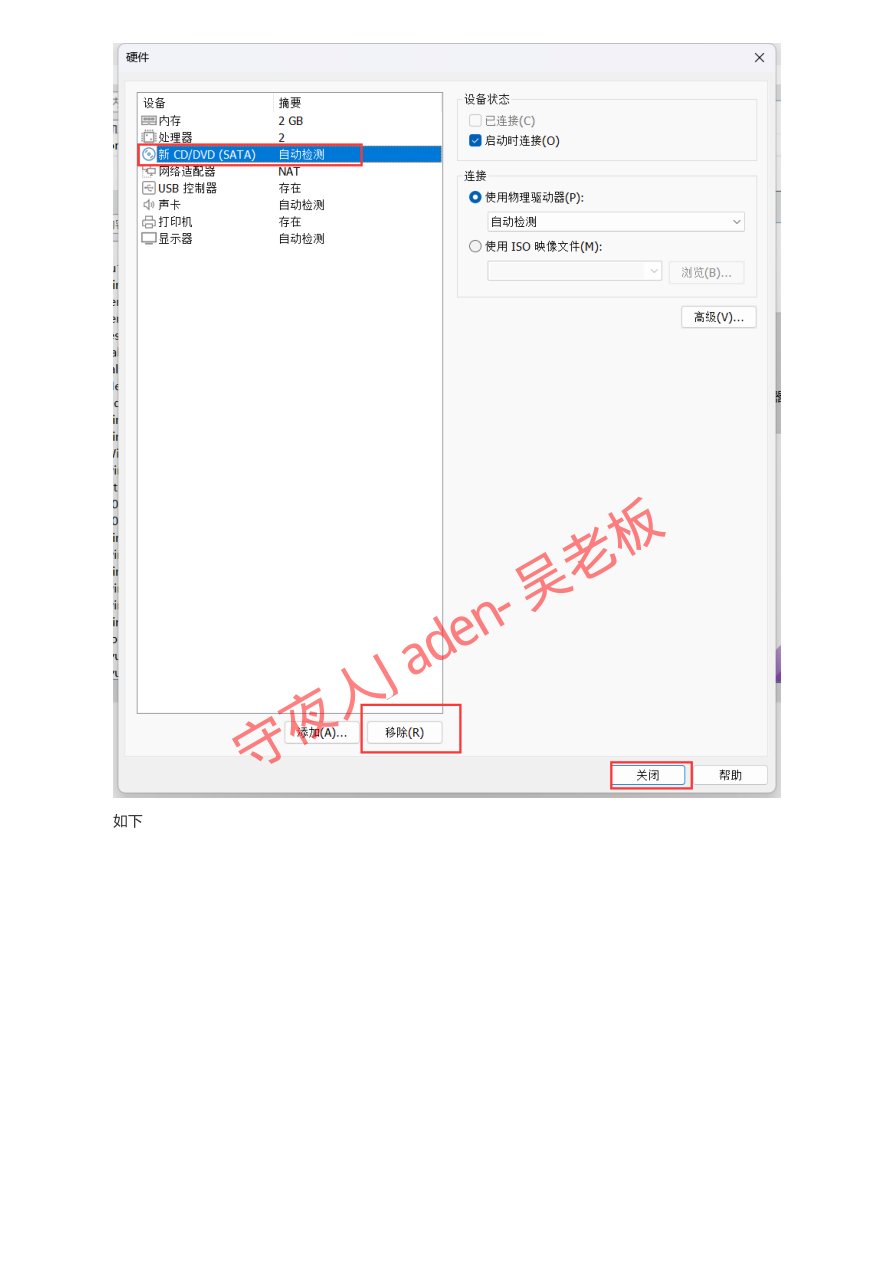 硬件
设备 摘要
内存 2 GB
处理器 2
新 CD/DVD (SATA) 自动检测
网络适配器 NAT
USB 控制器 存在
声卡 自动检测
打印机 存在
显示器 自动检测
添加(A)... 移除(R)
设备状态
已连接(C)
启动时连接(O)
连接
使用物理驱动器(P):
自动检测
使用 ISO 映像文件(M):
浏览(B)...
高级(V)...
关闭 帮助
守夜人J aden- 吴老板
如下